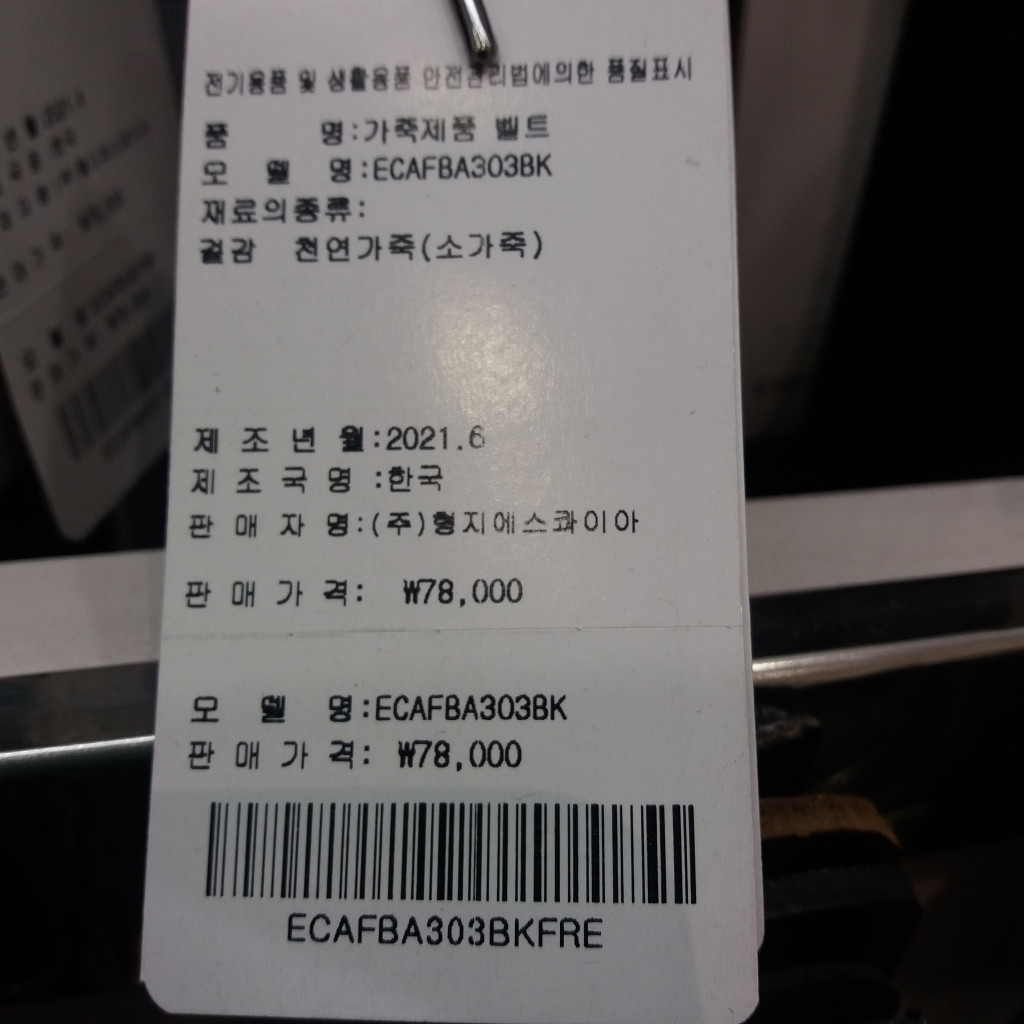 전기용품 및 생활용품 안전관리법에의한 품질표시
품 명:가죽제품 벨트
모 델 명:ECAFBA303BK
재료의종류:
겉감 천연가죽(소가죽)
제 조 년 월:2021.6
제 조 국 명 :한국
판 매 자 명:(주)형지에스콰이아
판 매 가 격: ₩78,000
모 델 명:ECAFBA303BK
판 매 가 격: ₩78,000
ECAFBA303BKFRE